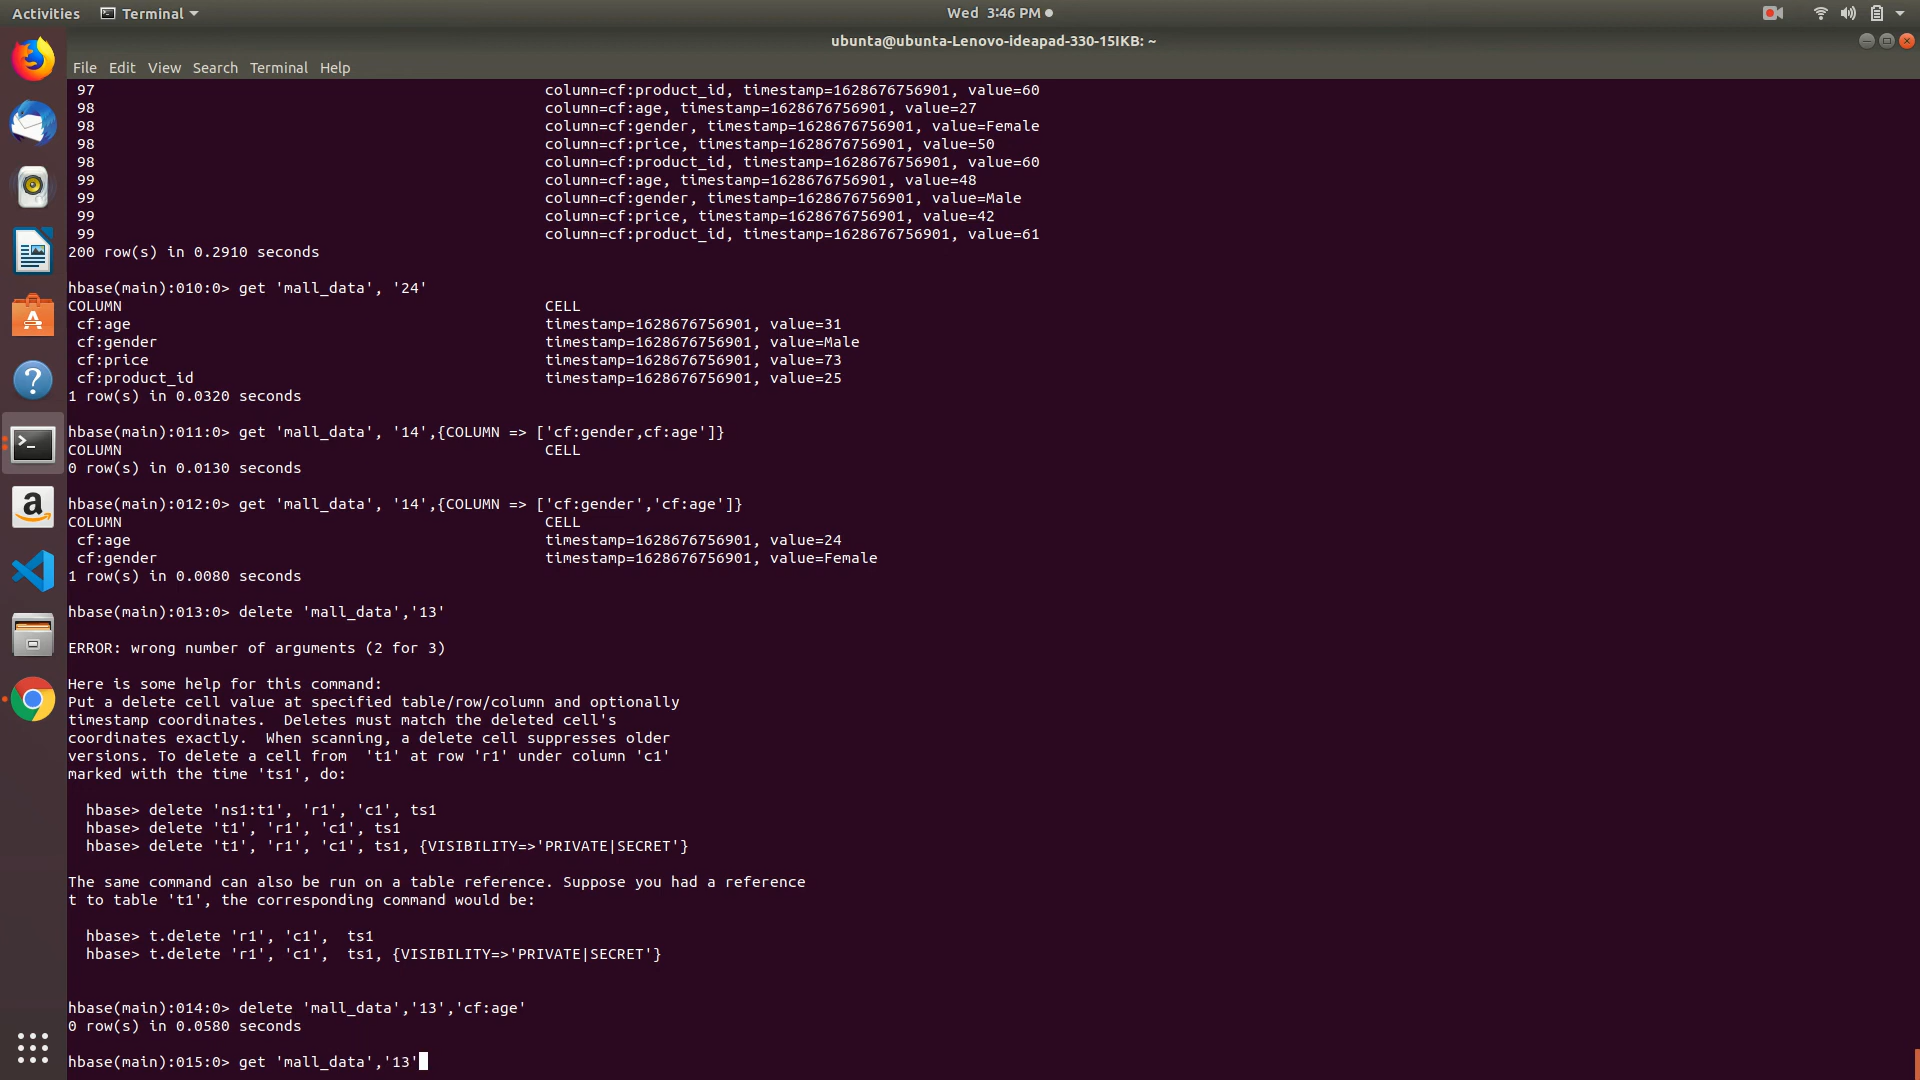 Activities Terminal Wed 3:46 PM
ubunta@ubunta-Lenovo-ideapad-330-15IKB: ~
File Edit View Search Terminal Help
97 column=cf:product_id, timestamp=1628676756901, value=60
98 column=cf:age, timestamp=1628676756901, value=27
98 column=cf:gender, timestamp=1628676756901, value=Female
98 column=cf:price, timestamp=1628676756901, value=50
98 column=cf:product_id, timestamp=1628676756901, value=60
99 column=cf:age, timestamp=1628676756901, value=48
99 column=cf:gender, timestamp=1628676756901, value=Male
99 column=cf:price, timestamp=1628676756901, value=42
99 column=cf:product_id, timestamp=1628676756901, value=61
200 row(s) in 0.2910 seconds
hbase(main):010:0> get 'mall_data', '24'
COLUMN CELL
cf:age timestamp=1628676756901, value=31
cf:gender timestamp=1628676756901, value=Male
cf:price timestamp=1628676756901, value=73
cf:product_id timestamp=1628676756901, value=25
1 row(s) in 0.0320 seconds
hbase(main):011:0> get 'mall_data', '14',{COLUMN => ['cf:gender,cf:age']}
COLUMN CELL
0 row(s) in 0.0130 seconds
hbase(main):012:0> get 'mall_data', '14',{COLUMN => ['cf:gender','cf:age']}
COLUMN CELL
cf:age timestamp=1628676756901, value=24
cf:gender timestamp=1628676756901, value=Female
1 row(s) in 0.0080 seconds
hbase(main):013:0> delete 'mall_data','13'
ERROR: wrong number of arguments (2 for 3)
Here is some help for this command:
Put a delete cell value at specified table/row/column and optionally
timestamp coordinates.  Deletes must match the deleted cell's
coordinates exactly.  When scanning, a delete cell suppresses older
versions. To delete a cell from  't1' at row 'r1' under column 'c1'
marked with the time 'ts1', do:
hbase> delete 'ns1:t1', 'r1', 'c1', ts1
hbase> delete 't1', 'r1', 'c1', ts1
hbase> delete 't1', 'r1', 'c1', ts1, {VISIBILITY=>'PRIVATE|SECRET'}
The same command can also be run on a table reference. Suppose you had a reference
t to table 't1', the corresponding command would be:
hbase> t.delete 'r1', 'c1',  ts1
hbase> t.delete 'r1', 'c1',  ts1, {VISIBILITY=>'PRIVATE|SECRET'}
hbase(main):014:0> delete 'mall_data','13','cf:age'
0 row(s) in 0.0580 seconds
hbase(main):015:0> get 'mall_data','13'